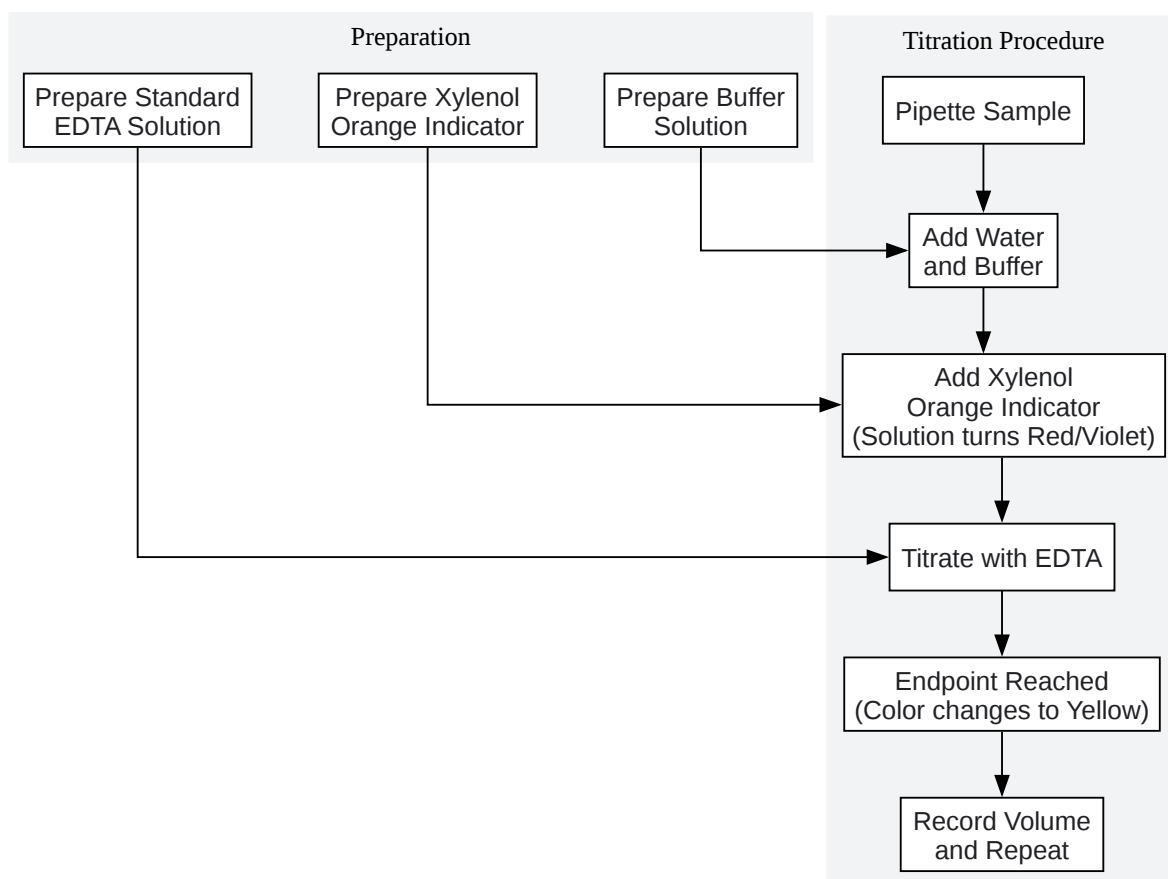 Preparation
Prepare Standard
EDTA Solution
Prepare Xylenol
Orange Indicator
Prepare Buffer
Solution
Titration Procedure
Pipette Sample
Add Water
and Buffer
Add Xylenol
Orange Indicator
(Solution turns Red/Violet)
Titrate with EDTA
Endpoint Reached
(Color changes to Yellow)
Record Volume
and Repeat